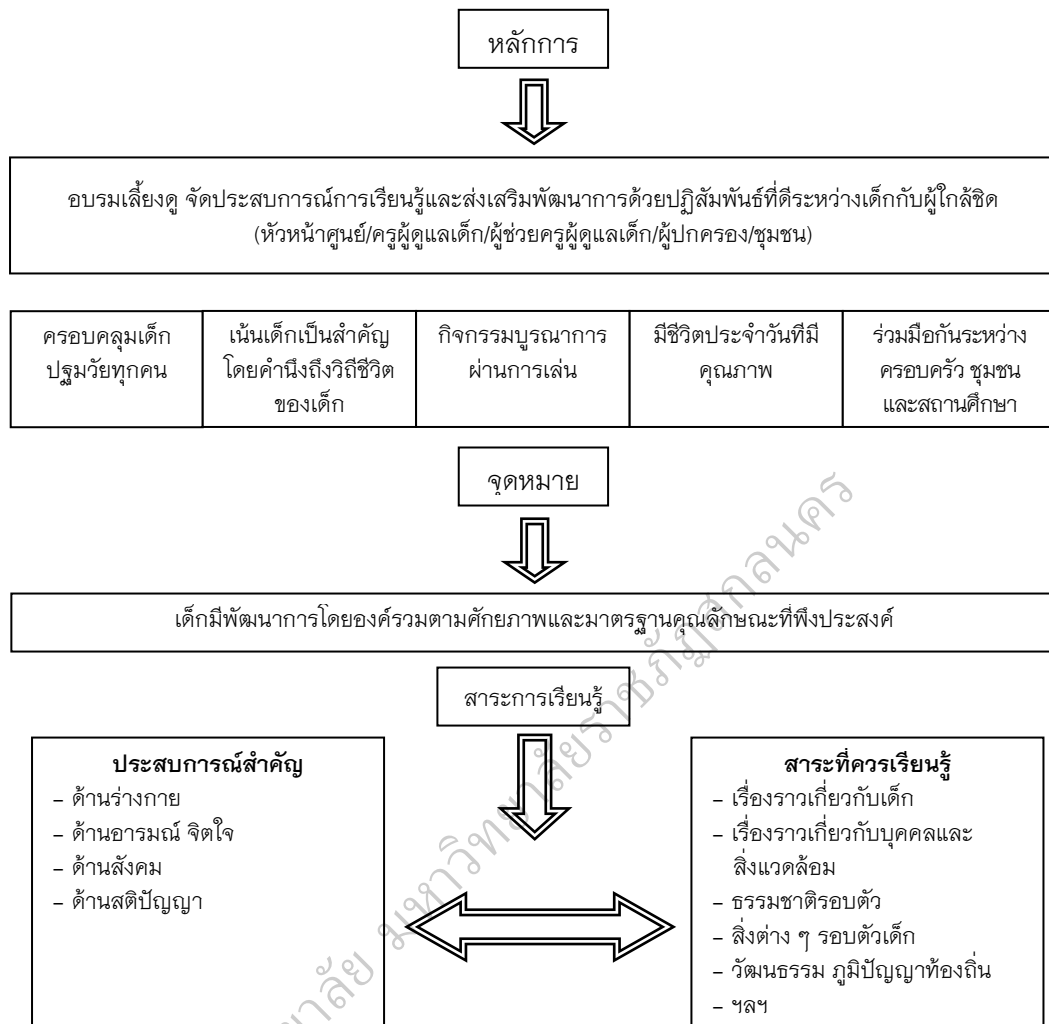 หลักการ
อบรมเลี้ยงดู จัดประสบการณ์การเรียนรู้และส่งเสริมพัฒนาการด้วยปฏิสัมพันธ์ที่ดีระหว่างเด็กกับผู้ใกล้ชิด
(หัวหน้าศูนย์/ครูผู้ดูแลเด็ก/ผู้ช่วยครูผู้ดูแลเด็ก/ผู้ปกครอง/ชุมชน)
ครอบคลุมเด็ก
ปฐมวัยทุกคน
เน้นเด็กเป็นสำคัญ
โดยคำนึงถึงวิถีชีวิต
ของเด็ก
กิจกรรมบูรณาการ
ผ่านการเล่น
มีชีวิตประจำวันที่มี
คุณภาพ
ร่วมมือกันระหว่าง
ครอบครัว ชุมชน
และสถานศึกษา
จุดหมาย
เด็กมีพัฒนาการโดยองค์รวมตามศักยภาพและมาตรฐานคุณลักษณะที่พึงประสงค์
สาระการเรียนรู้
ประสบการณ์สำคัญ
– ด้านร่างกาย
– ด้านอารมณ์ จิตใจ
– ด้านสังคม
– ด้านสติปัญญา
สาระที่ควรเรียนรู้
– เรื่องราวเกี่ยวกับเด็ก
– เรื่องราวเกี่ยวกับบุคคลและ
สิ่งแวดล้อม
– ธรรมชาติรอบตัว
– สิ่งต่าง ๆ รอบตัวเด็ก
– วัฒนธรรม ภูมิปัญญาท้องถิ่น
– ฯลฯ
มหาวิทยาลัยราชภัฏสกลนคร